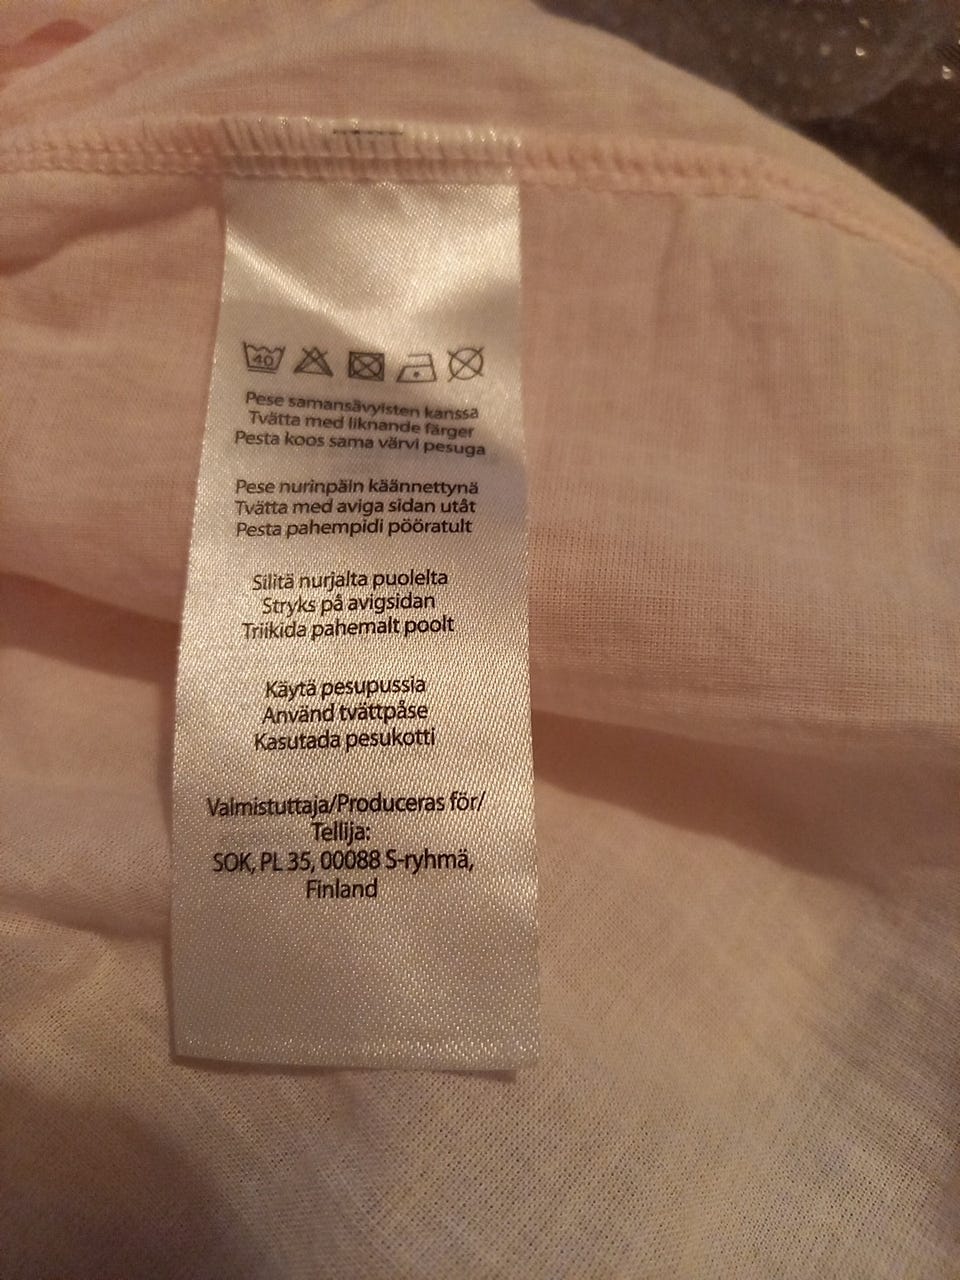 40
Pese samansävyisten kanssa
Tvätta med liknande färger
Pesta koos sama värvi pesuga
Pese nurinpäin käännettynä
Tvätta med aviga sidan utåt
Pesta pahempidi pööratult
Silitä nurjalta puolelta
Stryks på avigsidan
Triikida pahemalt poolt
Käytä pesupussia
Använd tvättpåse
Kasutada pesukotti
Valmistuttaja/Produceras för/
Tellija:
SOK, PL 35, 00088 S-ryhmä,
Finland